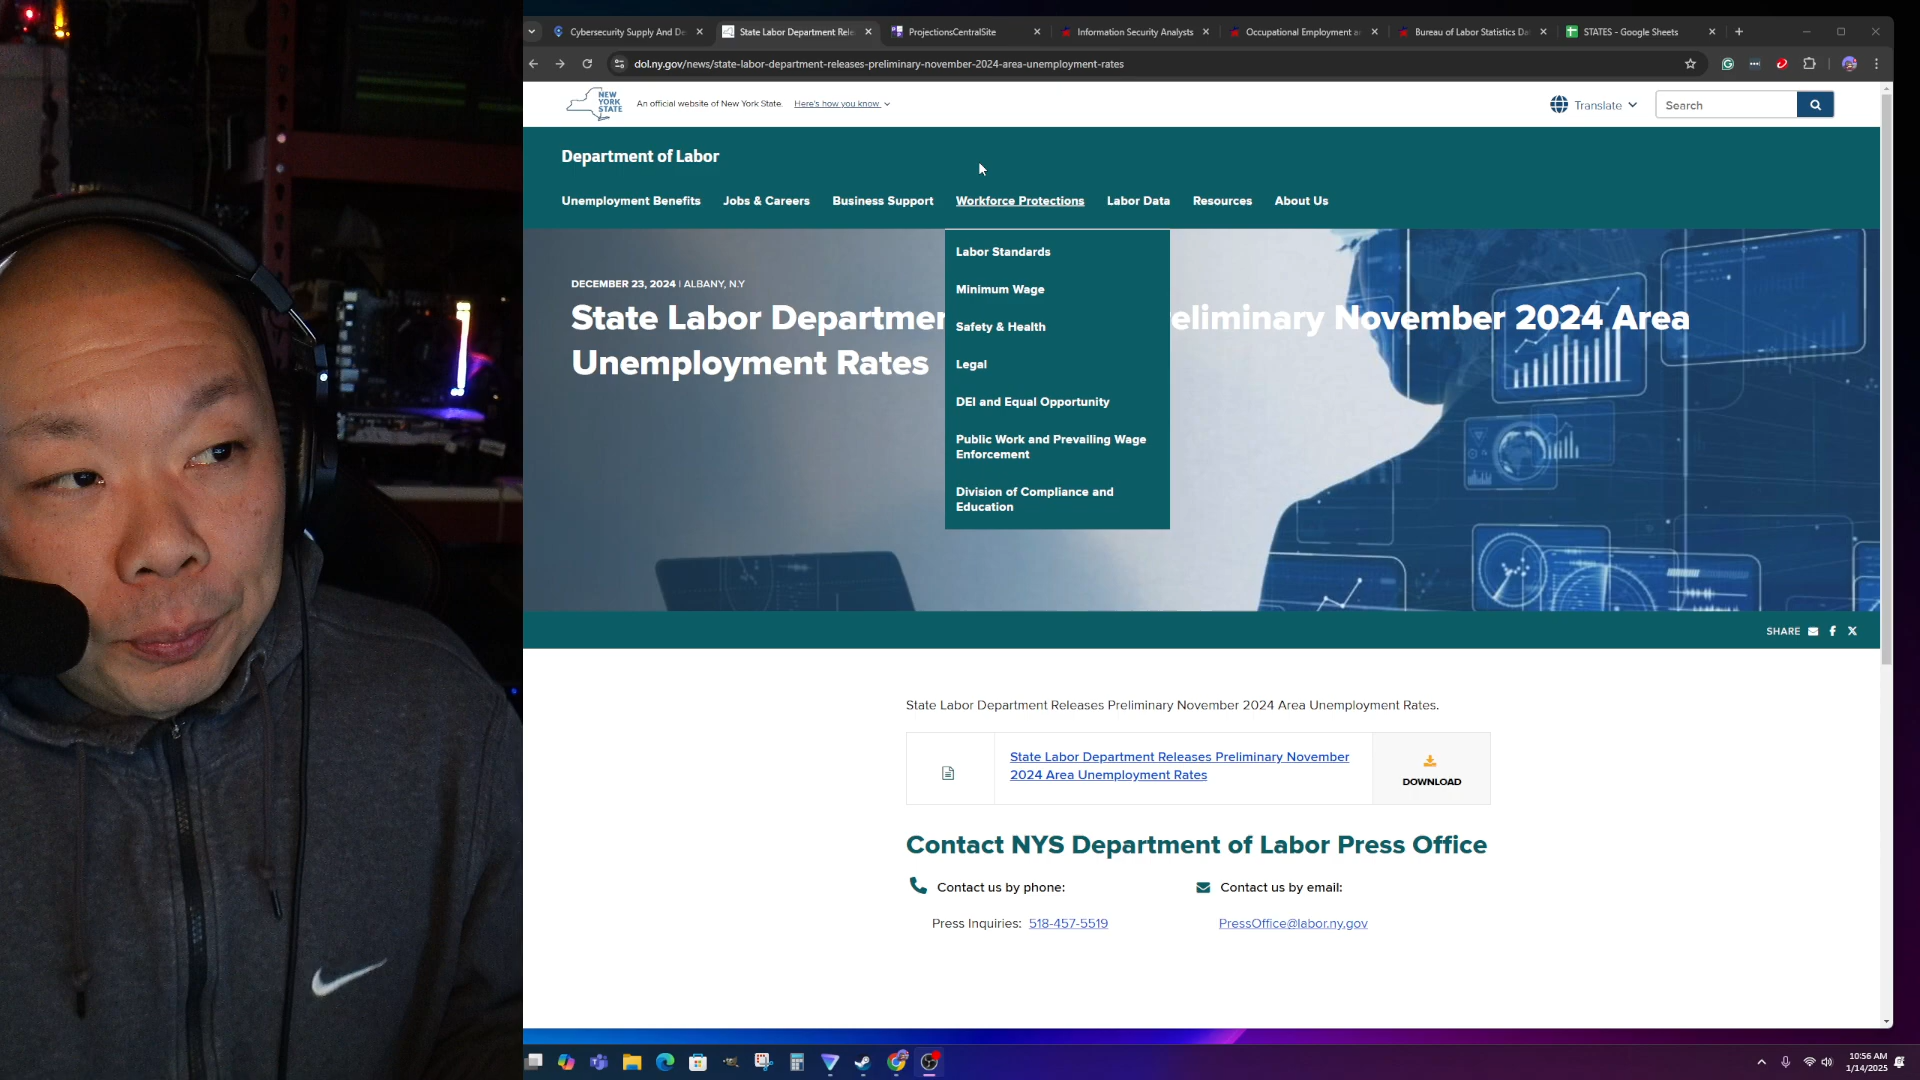 Cybersecurity Supply And De
State Labor Department Rele
ProjectionsCentralSite
Information Security Analysts
Occupational Employment a
Bureau of Labor Statistics Da
STATES - Google Sheets
dol.ny.gov/news/state-labor-department-releases-preliminary-november-2024-area-unemployment-rates
NEW
YORK
STATE
An official website of New York State.
Here's how you know
Translate
Search
Department of Labor
Unemployment Benefits
Jobs & Careers
Business Support
Workforce Protections
Labor Data
Resources
About Us
Labor Standards
Minimum Wage
Safety & Health
Legal
DEI and Equal Opportunity
Public Work and Prevailing Wage
Enforcement
Division of Compliance and
Education
DECEMBER 23, 2024 | ALBANY, N.Y
State Labor Departmen eliminary November 2024 Area
Unemployment Rates
SHARE
State Labor Department Releases Preliminary November 2024 Area Unemployment Rates.
State Labor Department Releases Preliminary November
2024 Area Unemployment Rates
DOWNLOAD
Contact NYS Department of Labor Press Office
Contact us by phone:
Contact us by email:
Press Inquiries: 518-457-5519
PressOffice@labor.ny.gov
10:56 AM
1/14/2025